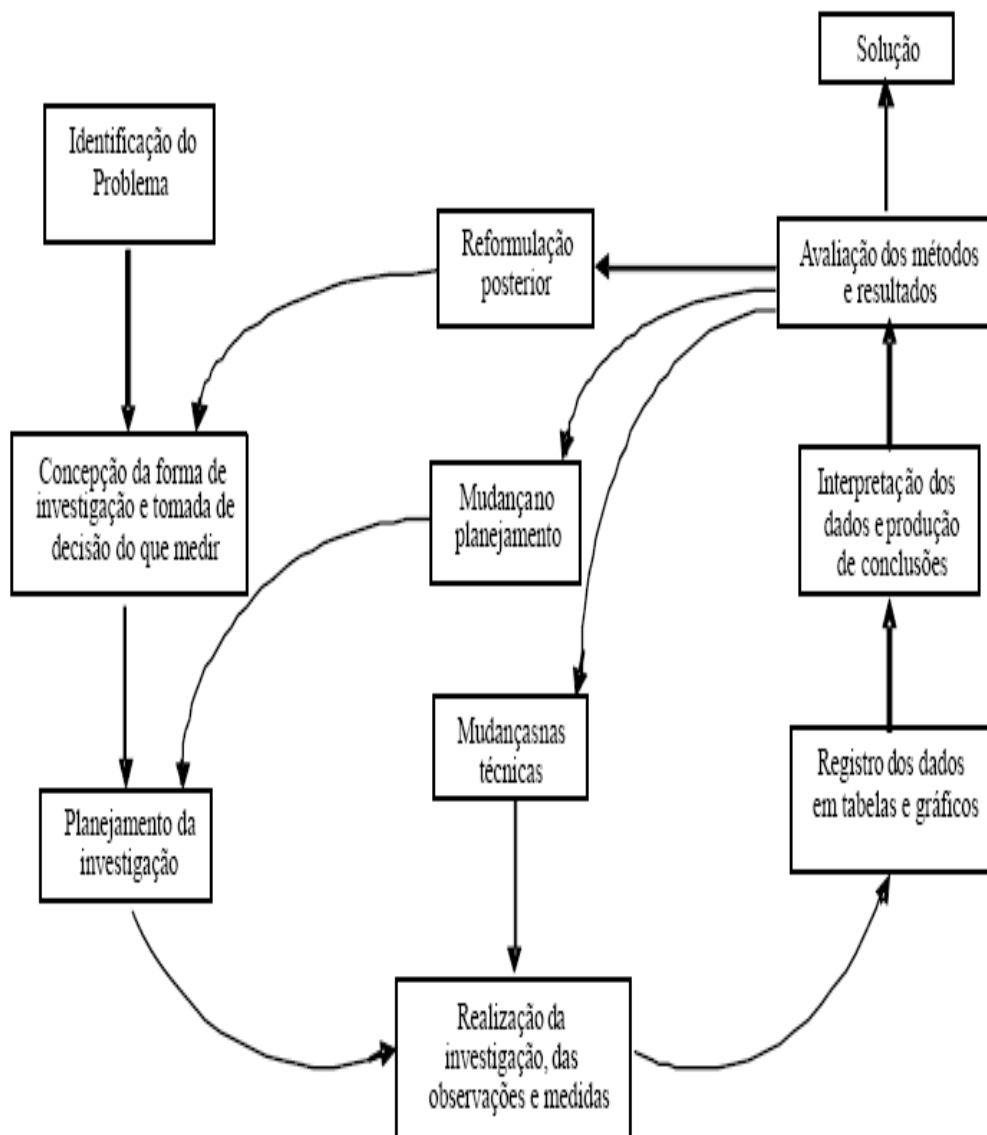 Solução
Identificação do
Problema
Reformulação
posterior
Avaliação dos métodos
e resultados
Concepção da forma de
investigação e tomada de
decisão do que medir
Mudançano
planejamento
Interpretação dos
dados e produção
de conclusões
Mudançasnas
técnicas
Registro dos dados
em tabelas e gráficos
Planejamento da
investigação
Realização da
investigação, das
observações e medidas